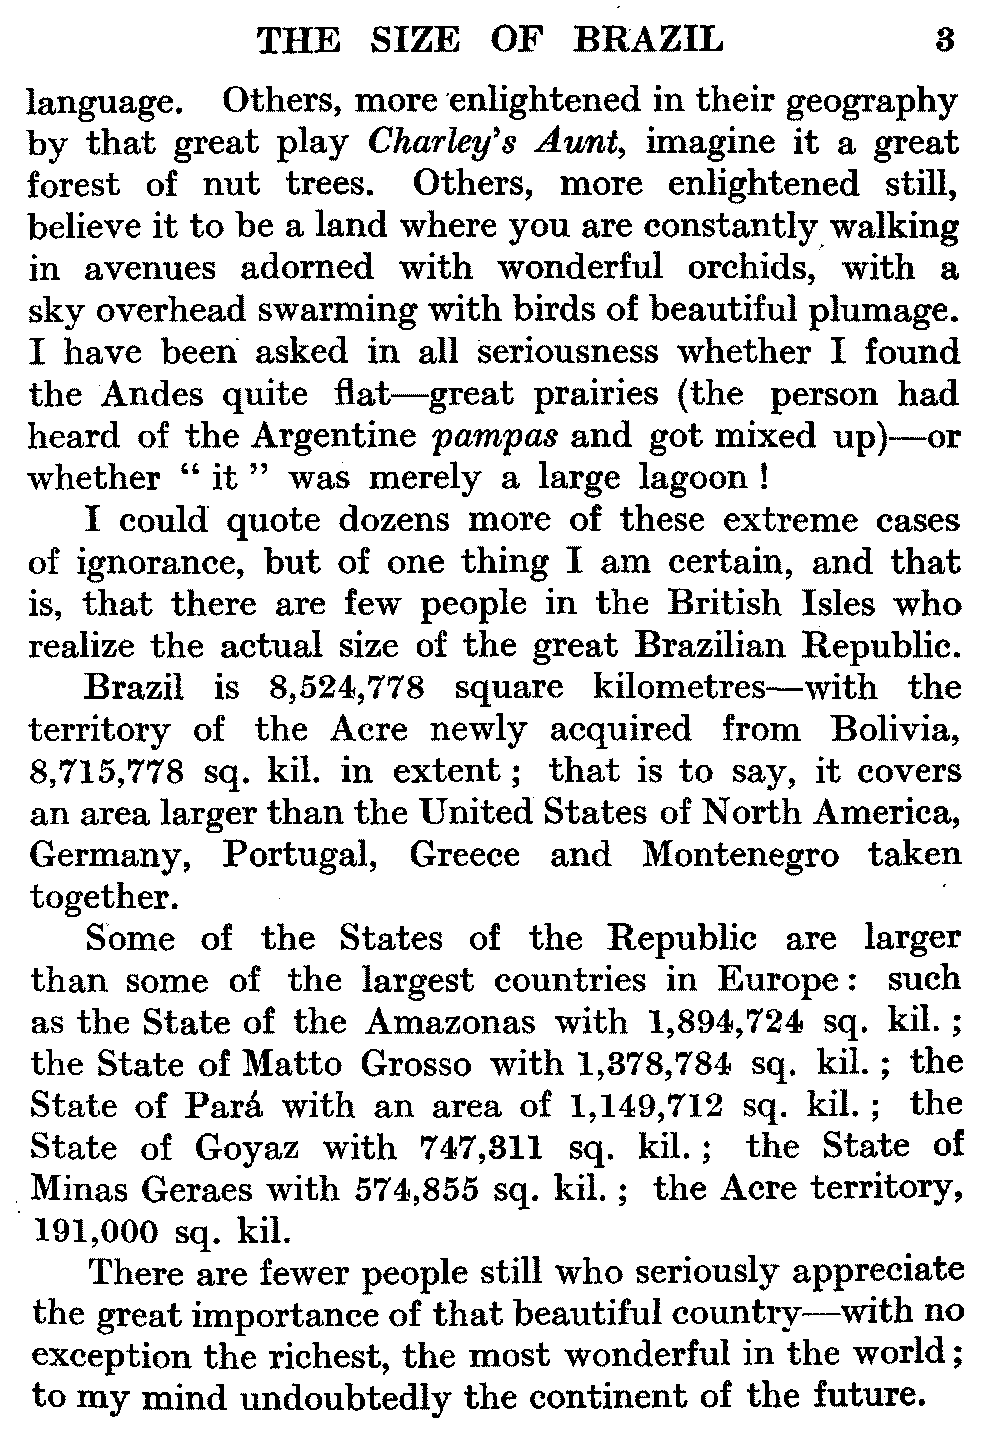 THE SIZE OF BRAZIL 3
language. Others, more enlightened in their geography
by that great play Charley's Aunt, imagine it a great
forest of nut trees. Others, more enlightened still,
believe it to be a land where you are constantly walking
in avenues adorned with wonderful orchids, with a
sky overhead swarming with birds of beautiful plumage.
I have been asked in all seriousness whether I found
the Andes quite flat—great prairies (the person had
heard of the Argentine pampas and got mixed up)—or
whether “ it ” was merely a large lagoon !
I could quote dozens more of these extreme cases
of ignorance, but of one thing I am certain, and that
is, that there are few people in the British Isles who
realize the actual size of the great Brazilian Republic.
Brazil is 8,524,778 square kilometres—with the
territory of the Acre newly acquired from Bolivia,
8,715,778 sq. kil. in extent ; that is to say, it covers
an area larger than the United States of North America,
Germany, Portugal, Greece and Montenegro taken
together.
Some of the States of the Republic are larger
than some of the largest countries in Europe : such
as the State of the Amazonas with 1,894,724 sq. kil. ;
the State of Matto Grosso with 1,378,784 sq. kil. ; the
State of Pará with an area of 1,149,712 sq. kil. ; the
State of Goyaz with 747,311 sq. kil. ; the State of
Minas Geraes with 574,855 sq. kil. ; the Acre territory,
191,000 sq. kil.
There are fewer people still who seriously appreciate
the great importance of that beautiful country—with no
exception the richest, the most wonderful in the world ;
to my mind undoubtedly the continent of the future.